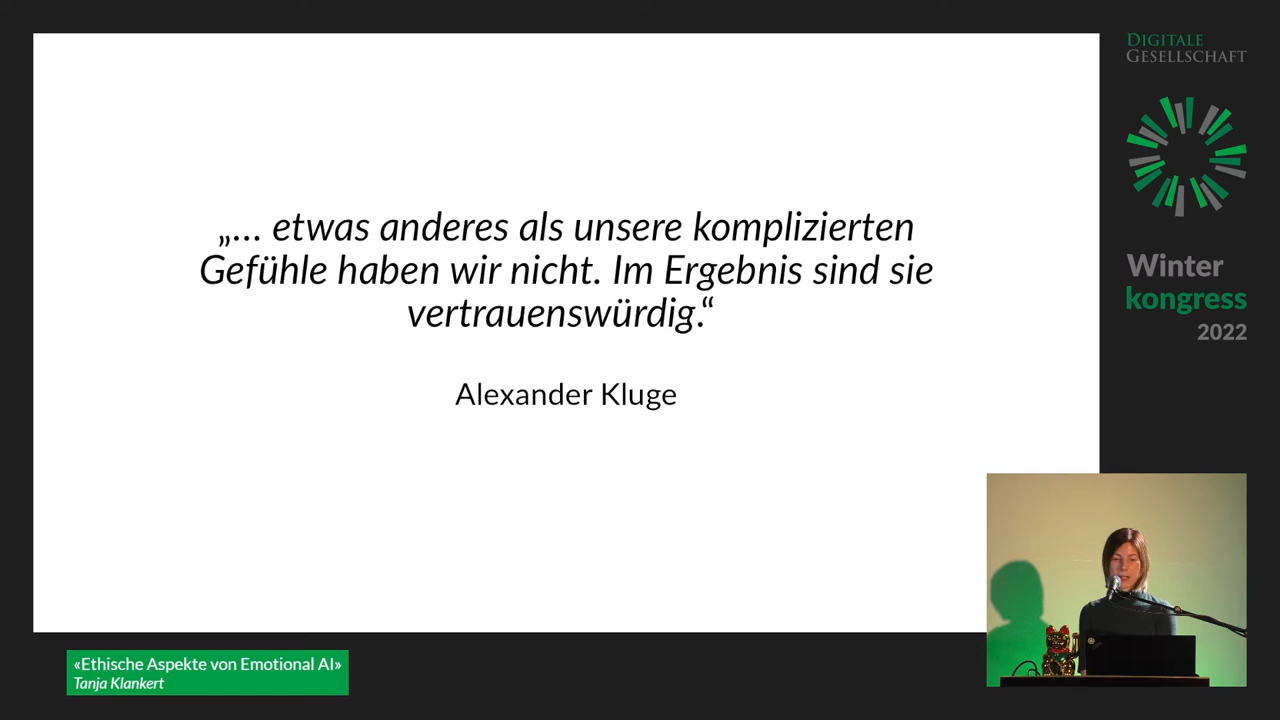 „... etwas anderes als unsere komplizierten
Gefühle haben wir nicht. Im Ergebnis sind sie
vertrauenswürdig.“
Alexander Kluge
DIGITALE
GESELLSCHAFT
Winter
kongress
2022
«Ethische Aspekte von Emotional AI»
Tanja Klankert